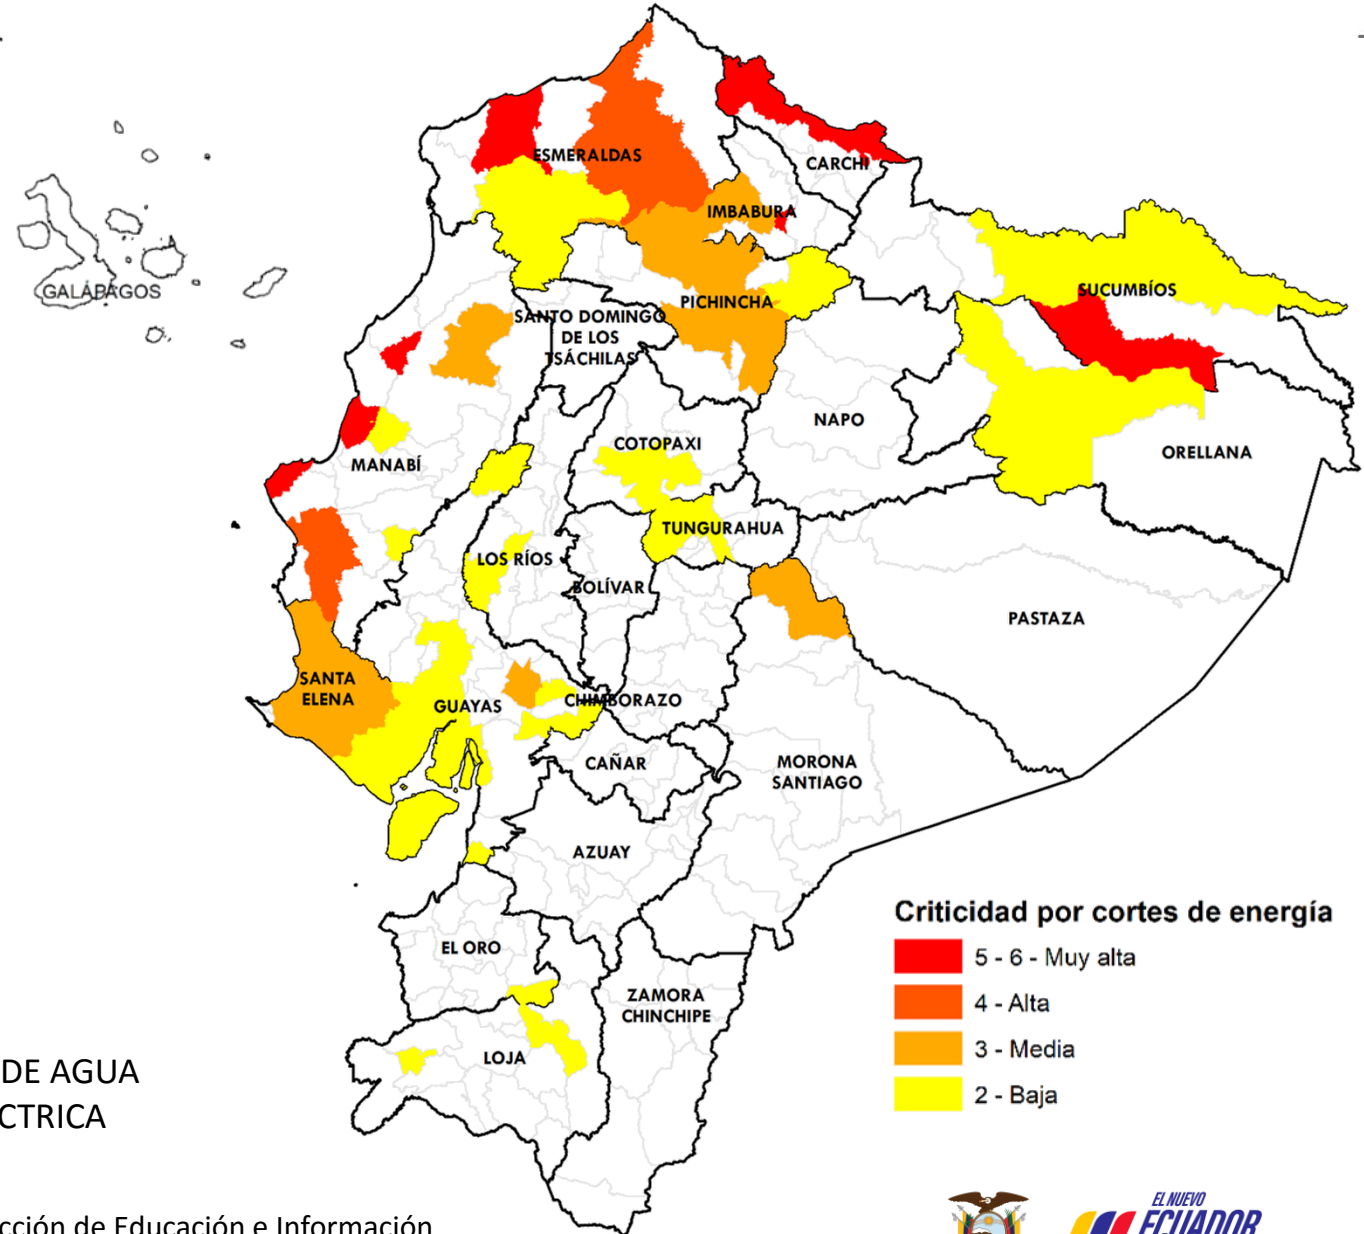 ESMERALDAS
CARCHI
IMBABURA
GALÁPAGOS
SUCUMBÍOS
PICHINCHA
SANTO DOMINGO
DE LOS
TSÁCHILAS
NAPO
COTOPAXI
ORELLANA
MANABÍ
TUNGURAHUA
LOS RÍOS
BOLÍVAR
PASTAZA
SANTA
ELENA
GUAYAS
CHIMBORAZO
CAÑAR
MORONA
SANTIAGO
AZUAY
Criticidad por cortes de energía
5 - 6 - Muy alta
4 - Alta
3 - Media
2 - Baja
EL ORO
ZAMORA
CHINCHIPE
LOJA
DE AGUA
CTRICA
cción de Educación e Información
EL NUEVO
ECUADOR